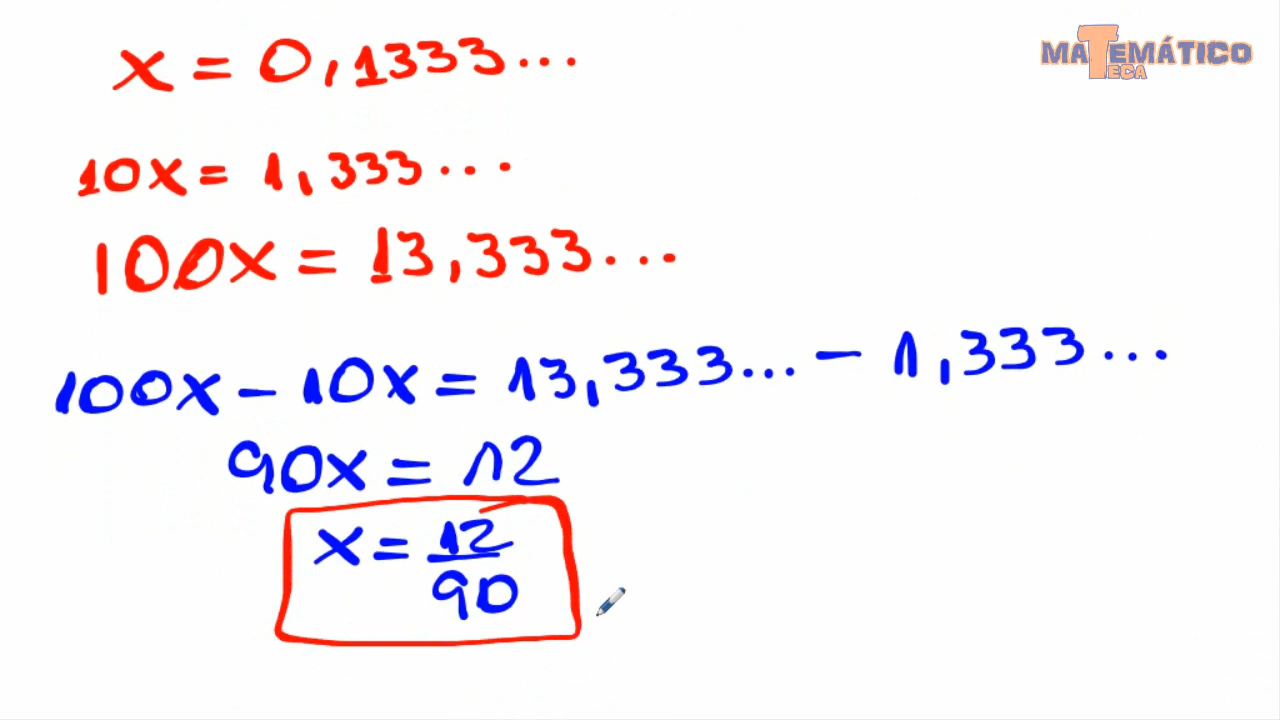 x = 0,1333...
MATEMÁTICO
TECA
10x = 1,333...
100x = 13,333...
100x - 10x = 13,333... - 1,333...
90x = 12
x = 12/90